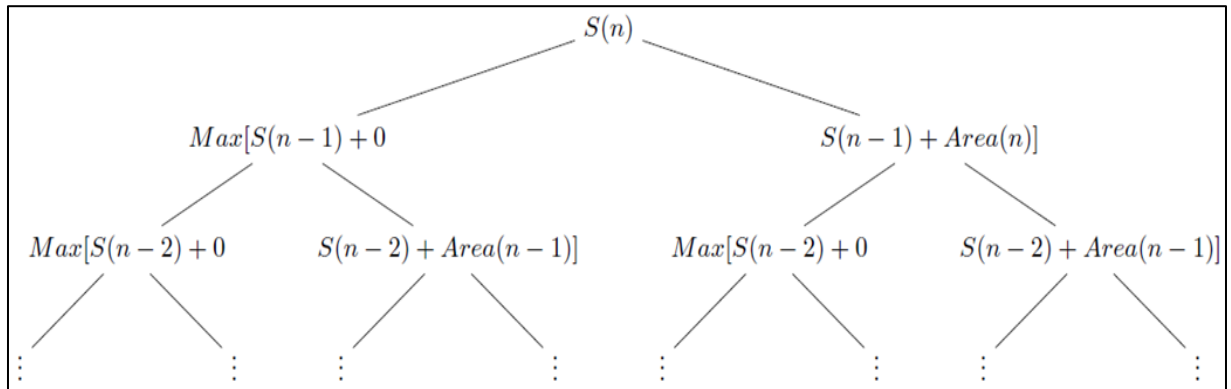 S(n)
Max[S(n − 1) + 0 S(n − 1) + Area(n)]
Max[S(n − 2) + 0 S(n − 2) + Area(n − 1)] Max[S(n − 2) + 0 S(n − 2) + Area(n − 1)]
⋮ ⋮ ⋮ ⋮ ⋮ ⋮ ⋮ ⋮